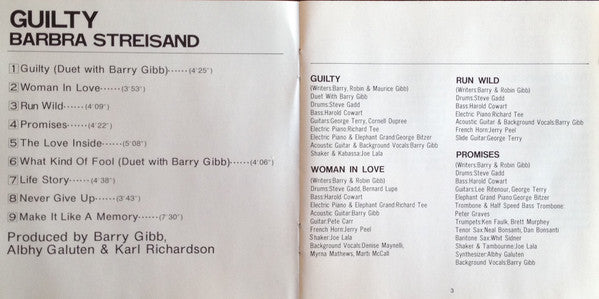 GUILTY
BARBRA STREISAND
1 Guilty (Duet with Barry Gibb)······(4'25")
2 Woman In Love······(3'53")
3 Run Wild······(4'09")
4 Promises······(4'22")
5 The Love Inside······(5'08")
6 What Kind Of Fool (Duet with Barry Gibb)······(4'06")
7 Life Story······(4'38")
8 Never Give Up······(3'43")
9 Make It Like A Memory······(7'30")
Produced by Barry Gibb,
Albhy Galuten & Karl Richardson
GUILTY
(Writers:Barry, Robin & Maurice Gibb)
Duet With Barry Gibb
Drums:Steve Gadd
Bass:Harold Cowart
Guitars:George Terry, Cornell Dupree
Electric Piano:Richard Tee
Electric Piano & Elephant Grand:George Bitzer
Acoustic Guitar & Background Vocals:Barry Gibb
Shaker & Kabassa:Joe Lala
WOMAN IN LOVE
(Writers:Barry & Robin Gibb)
Drums:Steve Gadd, Bernard Lupe
Bass:Harold Cowart
Electric Piano & Elephant Grand:Richard Tee
Acoustic Guitar:Barry Gibb
Guitar:Pete Carr
French Horn:Jerry Peel
Shaker:Joe Lala
Background Vocals:Denise Maynelli,
Myrna Mathews, Marti McCall
RUN WILD
(Writers:Barry & Robin Gibb)
Drums:Steve Gadd
Bass:Harold Cowart
Electric Piano:Richard Tee
Acoustic Guitar & Background Vocals:Barry Gibb
French Horn:Jerry Peel
Slide Guitar:George Terry
PROMISES
(Writers:Barry & Robin Gibb)
Drums:Steve Gadd
Bass:Harold Cowart
Guitars:Lee Ritenour, George Terry
Elephant Grand Piano:George Bitzer
Trombone & Half Speed Bass Trombone:
Peter Graves
Trumpets:Ken Faulk, Brett Murphey
Tenor Sax:Neal Bonsanti, Dan Bonsanti
Baritone Sax:Whit Sidner
Shaker & Tambourine:Joe Lala
Synthesizer:Albhy Galuten
Background Vocals:Barry Gibb
3